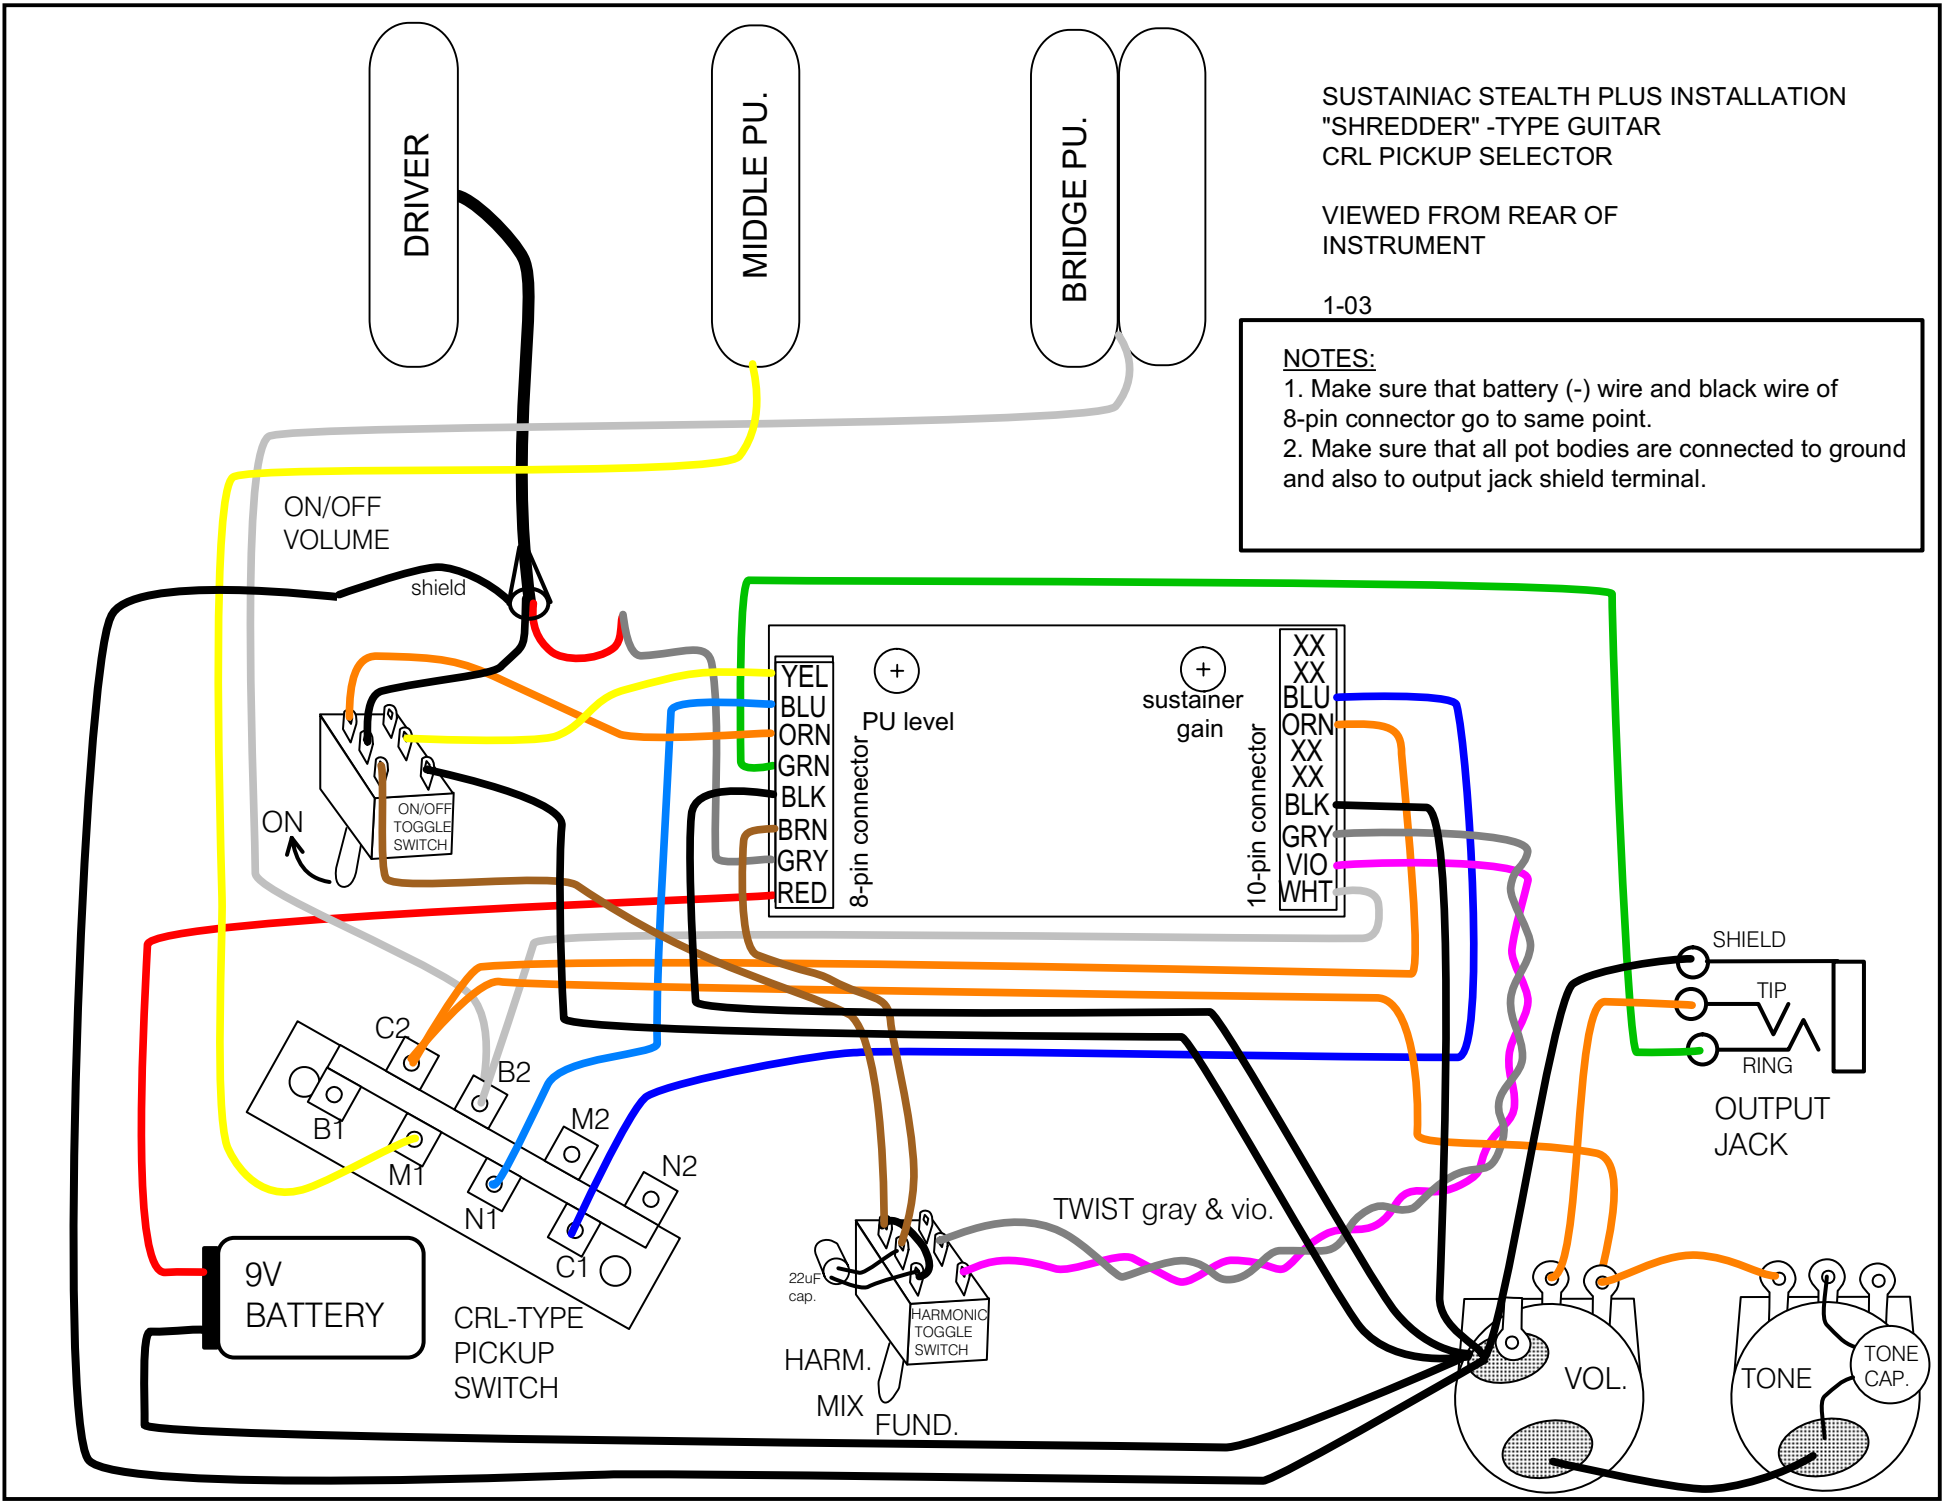 DRIVER
MIDDLE PU.
BRIDGE PU.
SUSTAINIAC STEALTH PLUS INSTALLATION
"SHREDDER" -TYPE GUITAR
CRL PICKUP SELECTOR
VIEWED FROM REAR OF
INSTRUMENT
1-03
NOTES:
1. Make sure that battery (-) wire and black wire of
8-pin connector go to same point.
2. Make sure that all pot bodies are connected to ground
and also to output jack shield terminal.
ON/OFF
VOLUME
shield
ON
ON/OFF
TOGGLE
SWITCH
YEL
BLU
ORN
GRN
BLK
BRN
GRY
RED
8-pin connector
PU level
sustainer
gain
10-pin connector
XX
XX
BLU
ORN
XX
XX
BLK
GRY
VIO
WHT
SHIELD
TIP
RING
OUTPUT
JACK
C2
B2
M2
N2
B1
M1
N1
C1
CRL-TYPE
PICKUP
SWITCH
9V
BATTERY
TWIST gray & vio.
22uF
cap.
HARMONIC
TOGGLE
SWITCH
HARM.
MIX
FUND.
VOL.
TONE
TONE
CAP.